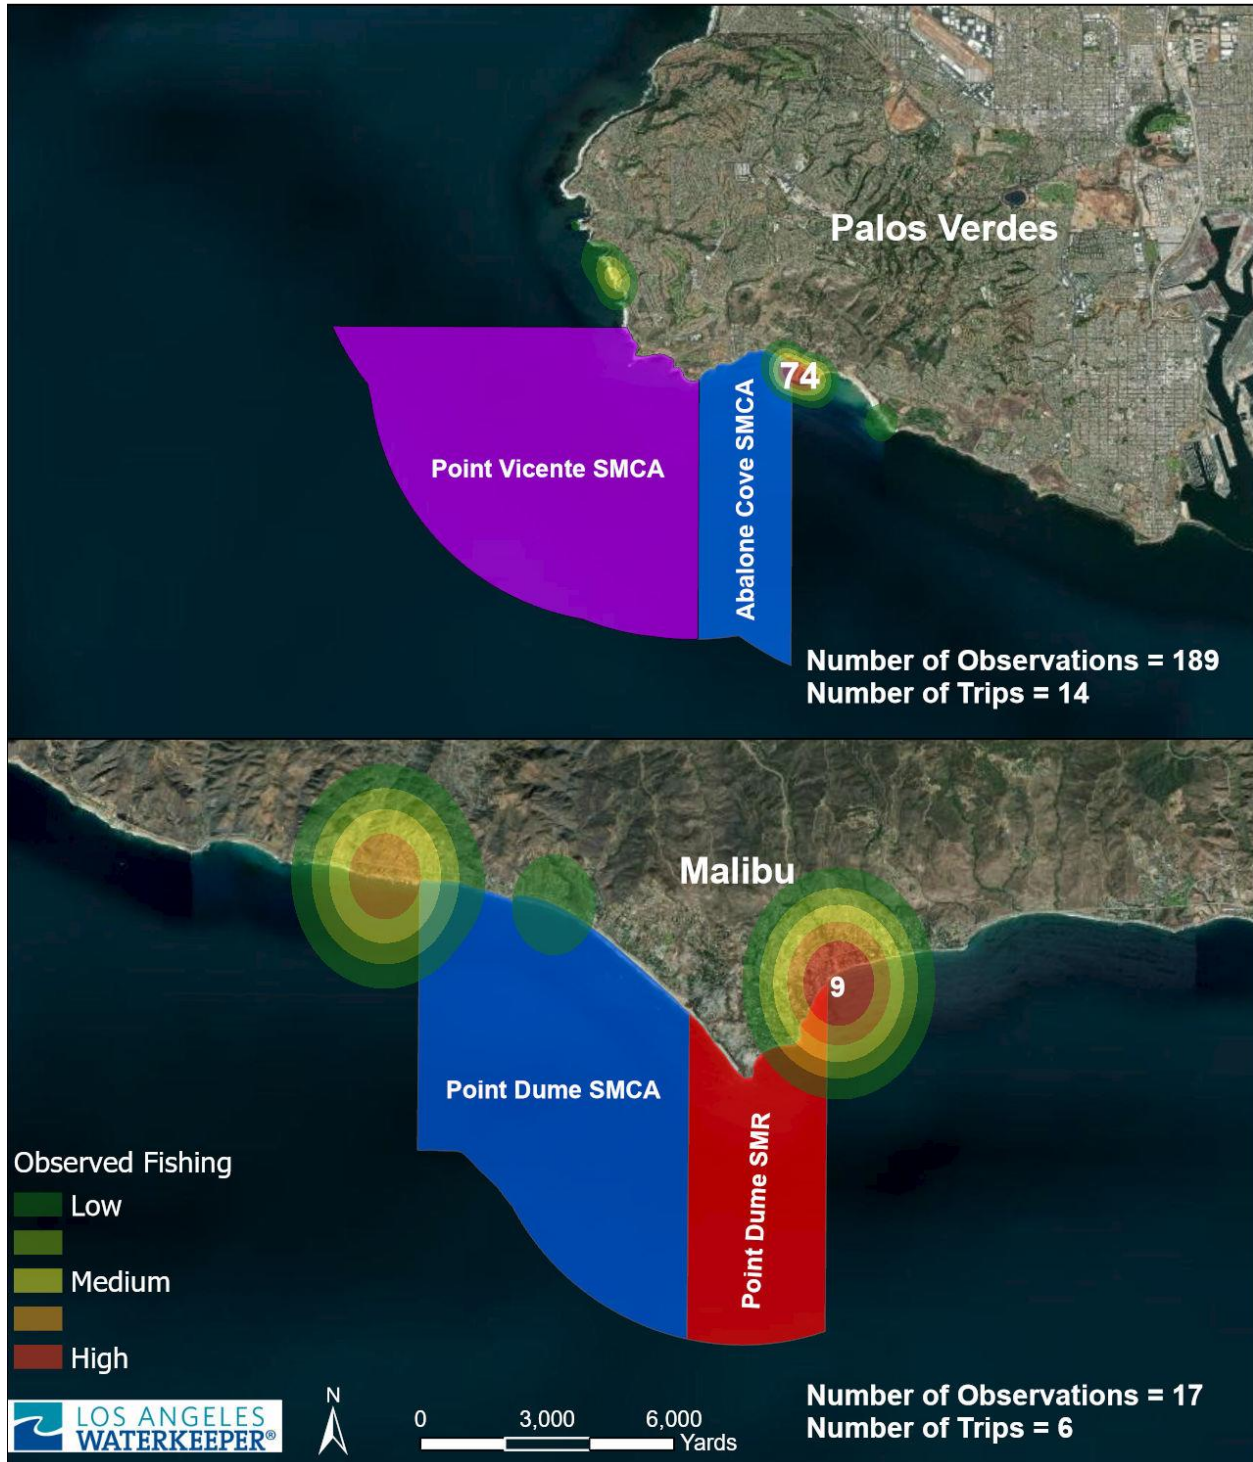 Palos Verdes
74
Point Vicente SMCA
Abalone Cove SMCA
Number of Observations = 189
Number of Trips = 14
Malibu
9
Point Dume SMCA
Point Dume SMR
Observed Fishing
Low
Medium
High
LOS ANGELES
WATERKEEPER®
N
0 3,000 6,000
Yards
Number of Observations = 17
Number of Trips = 6